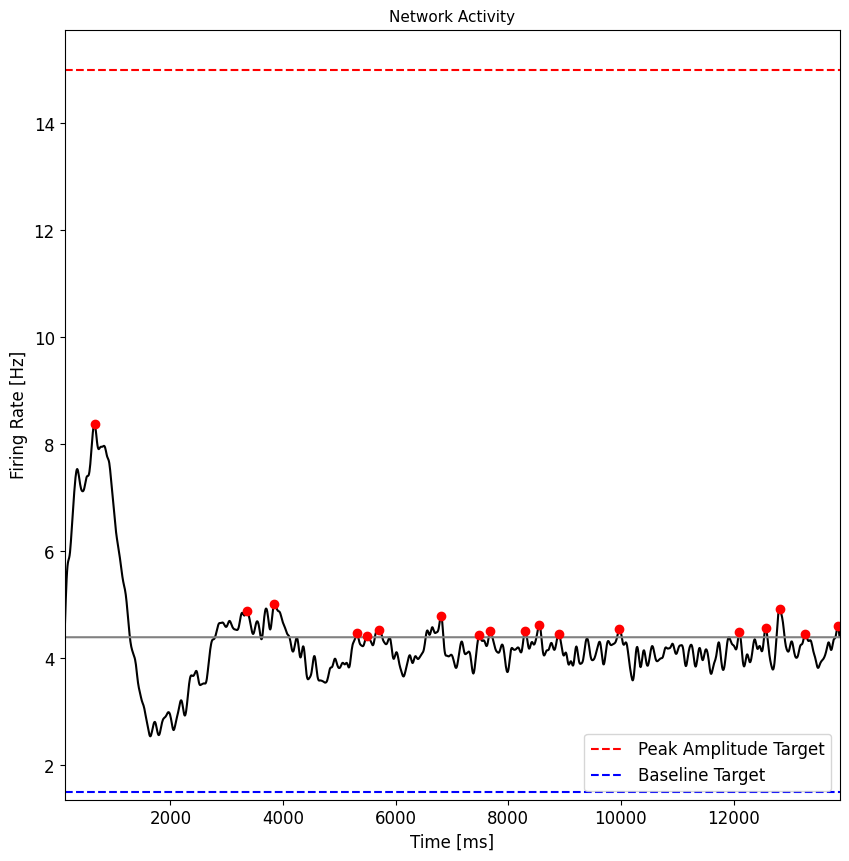 Network Activity
14
12
10
8
6
4
2
Firing Rate [Hz]
Peak Amplitude Target
Baseline Target
2000 4000 6000 8000 10000 12000
Time [ms]